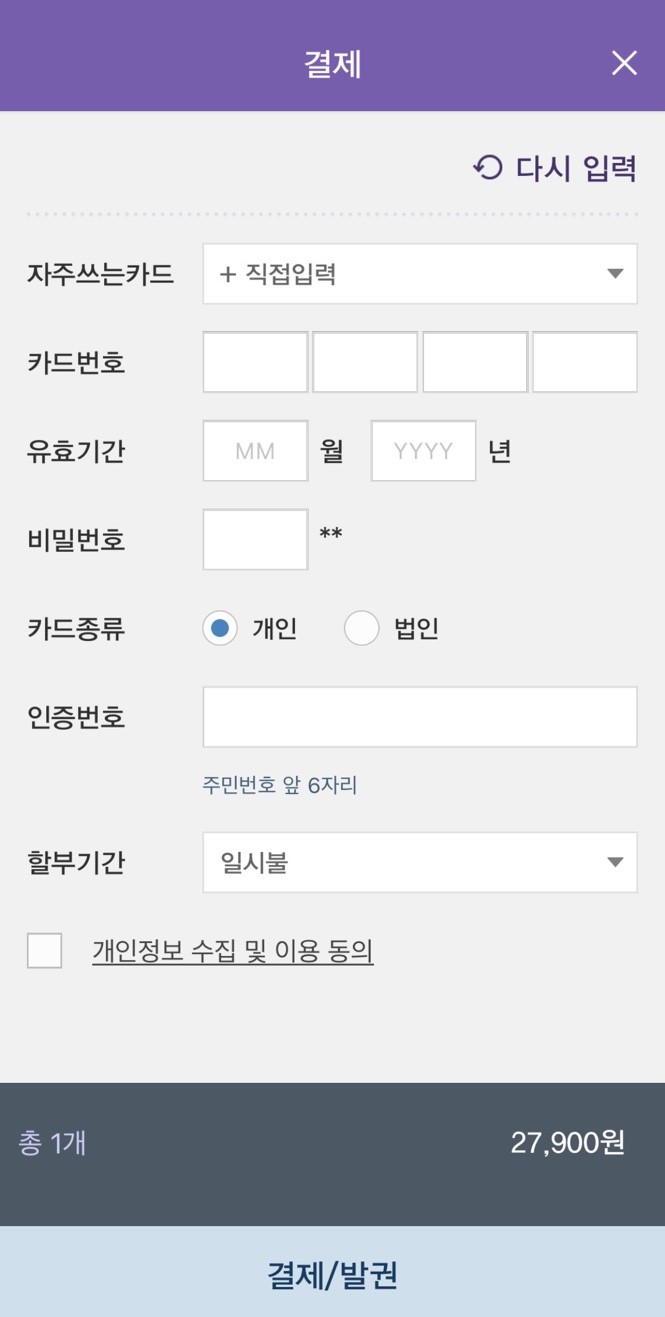 결제
다시 입력
자주쓰는카드 + 직접입력
카드번호
유효기간 MM 월 YYYY 년
비밀번호 **
카드종류 개인 법인
인증번호
주민번호 앞 6자리
할부기간 일시불
개인정보 수집 및 이용 동의
총 1개 27,900원
결제/발권